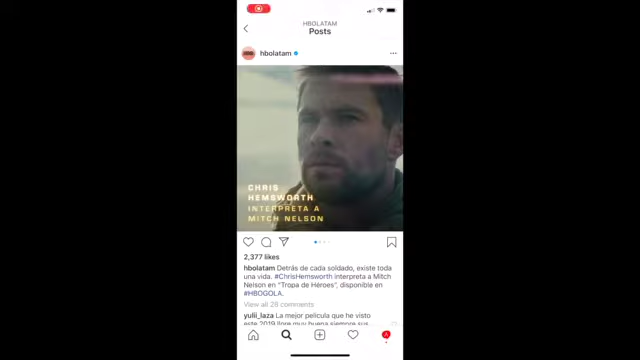 HBOLATAM
Posts
hbolatam
CHRIS
HEMSWORTH
INTERPRETA A
MITCH NELSON
2,377 likes
hbolatam Detrás de cada soldado, existe toda
una vida. #ChrisHemsworth interpreta a Mitch
Nelson en "Tropa de Héroes", disponible en
#HBOGOLA.
View all 28 comments
yulii_laza La mejor pelicula que he visto
este 2019 llore muy buena siempre sus